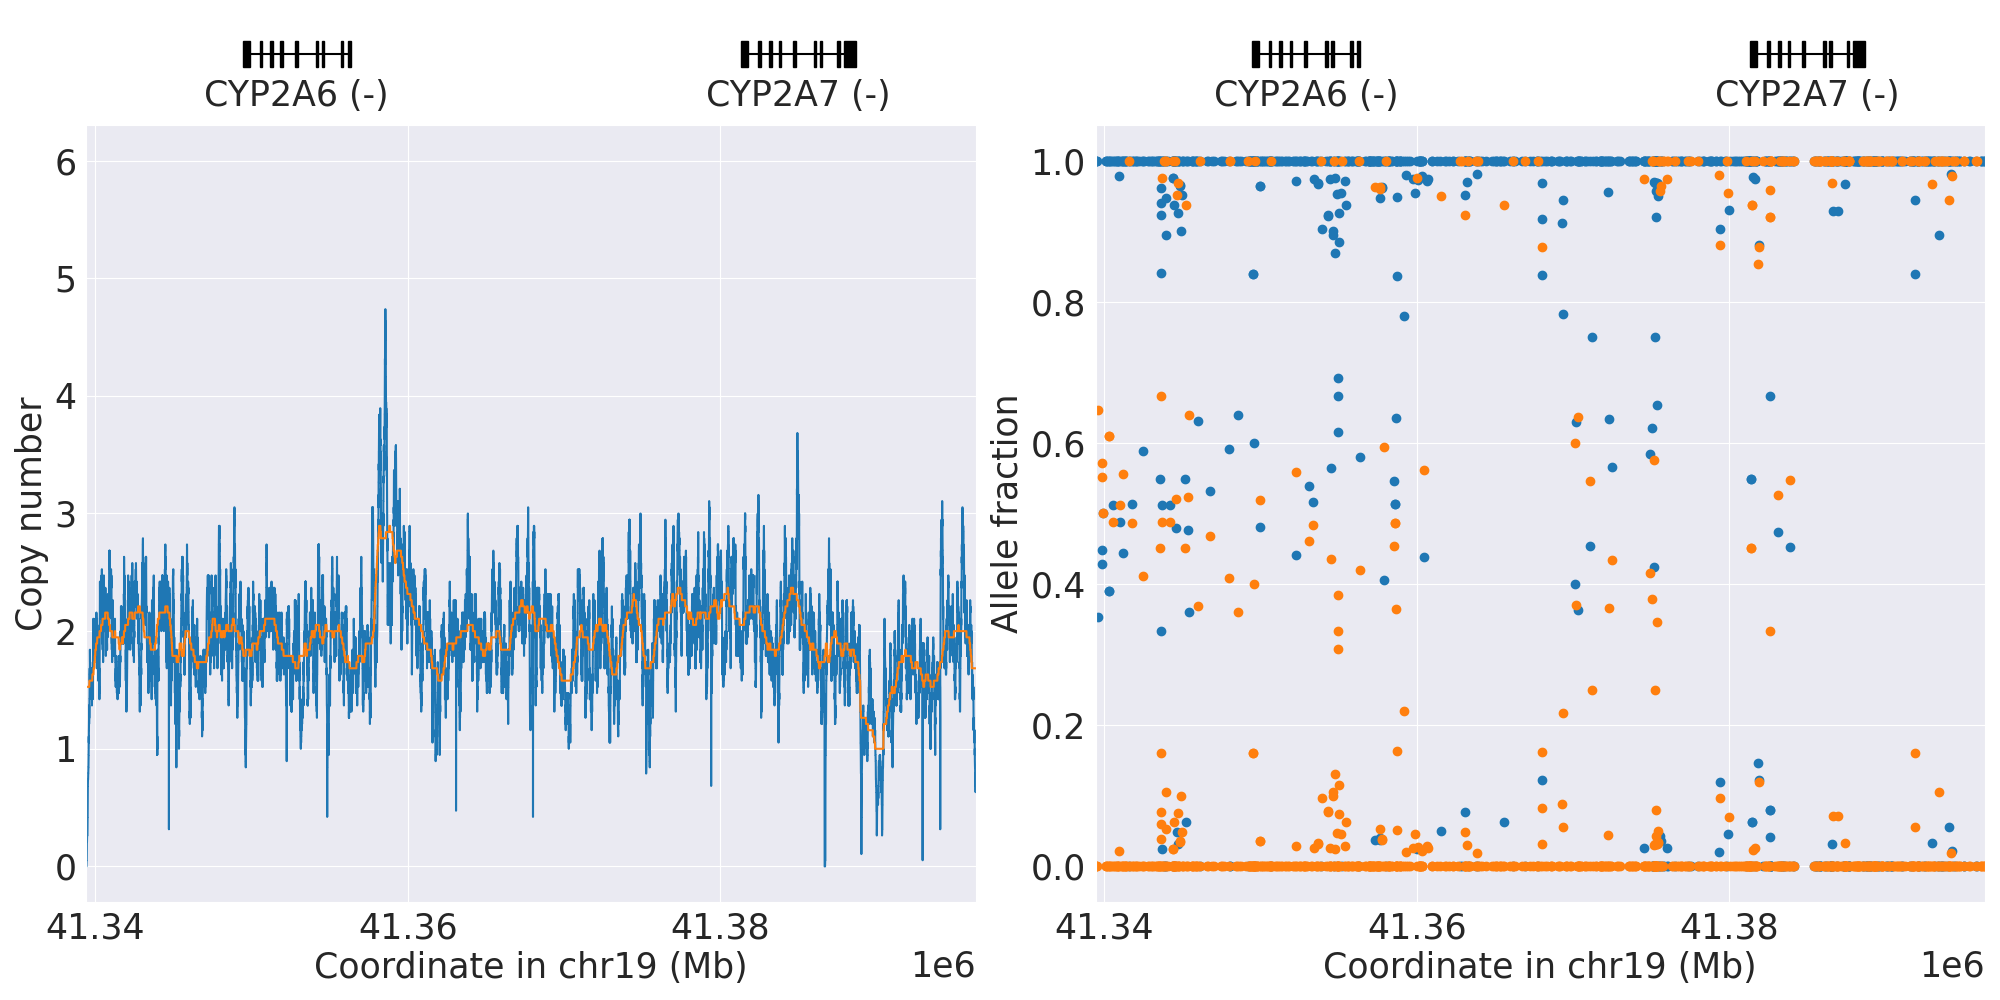 CYP2A6 (-)
CYP2A7 (-)
6
5
4
3
2
1
0
Copy number
41.34
41.36
41.38
Coordinate in chr19 (Mb)
1e6
CYP2A6 (-)
CYP2A7 (-)
1.0
0.8
0.6
0.4
0.2
0.0
Allele fraction
41.34
41.36
41.38
Coordinate in chr19 (Mb)
1e6